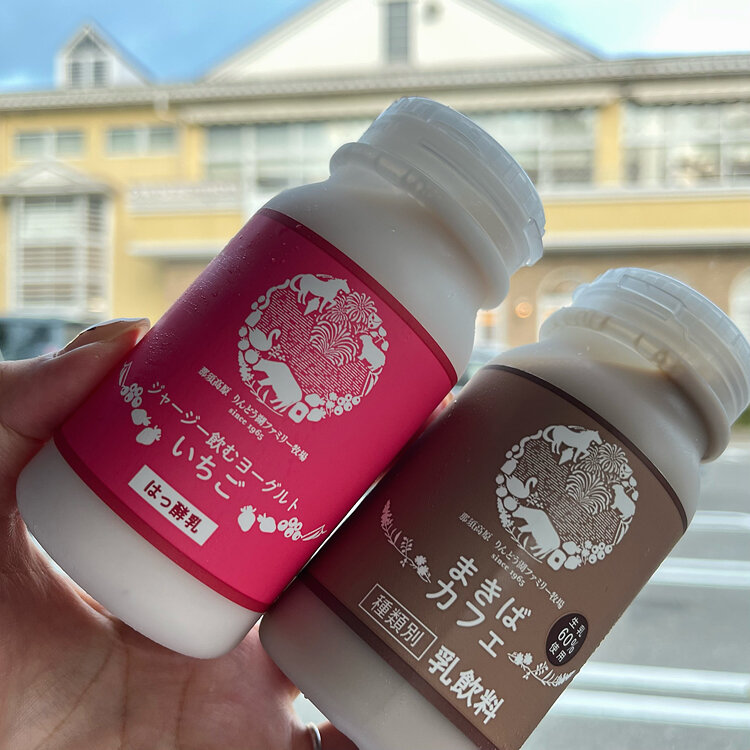 那須高原 りんどう湖ファミリー牧場
since 1965
ジャージー飲むヨーグルト
いちご
はっ酵乳
那須高原 りんどう湖ファミリー牧場
since 1965
まきば
カフェ
生乳
60%
使用
種類別
乳飲料